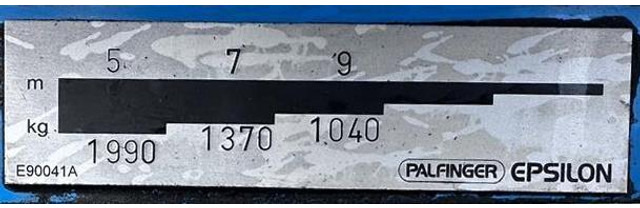 5 7 9
m
kg
1990 1370 1040
E90041A
PALFINGER EPSILON